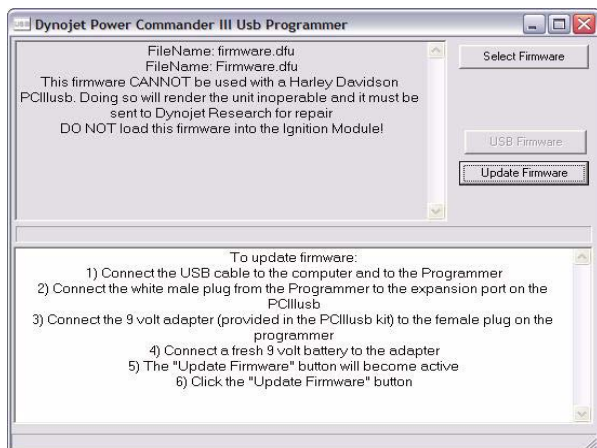 USB Dynojet Power Commander III Usb Programmer
FileName: firmware.dfu
FileName: Firmware.dfu
This firmware CANNOT be used with a Harley Davidson
PCIIIusb. Doing so will render the unit inoperable and it must be
sent to Dynojet Research for repair
DO NOT load this firmware into the Ignition Module!
Select Firmware
USB Firmware
Update Firmware
To update firmware:
1) Connect the USB cable to the computer and to the Programmer
2) Connect the white male plug from the Programmer to the expansion port on the
PCIIIusb
3) Connect the 9 volt adapter (provided in the PCIIIusb kit) to the female plug on the
programmer
4) Connect a fresh 9 volt battery to the adapter
5) The "Update Firmware" button will become active
6) Click the "Update Firmware" button